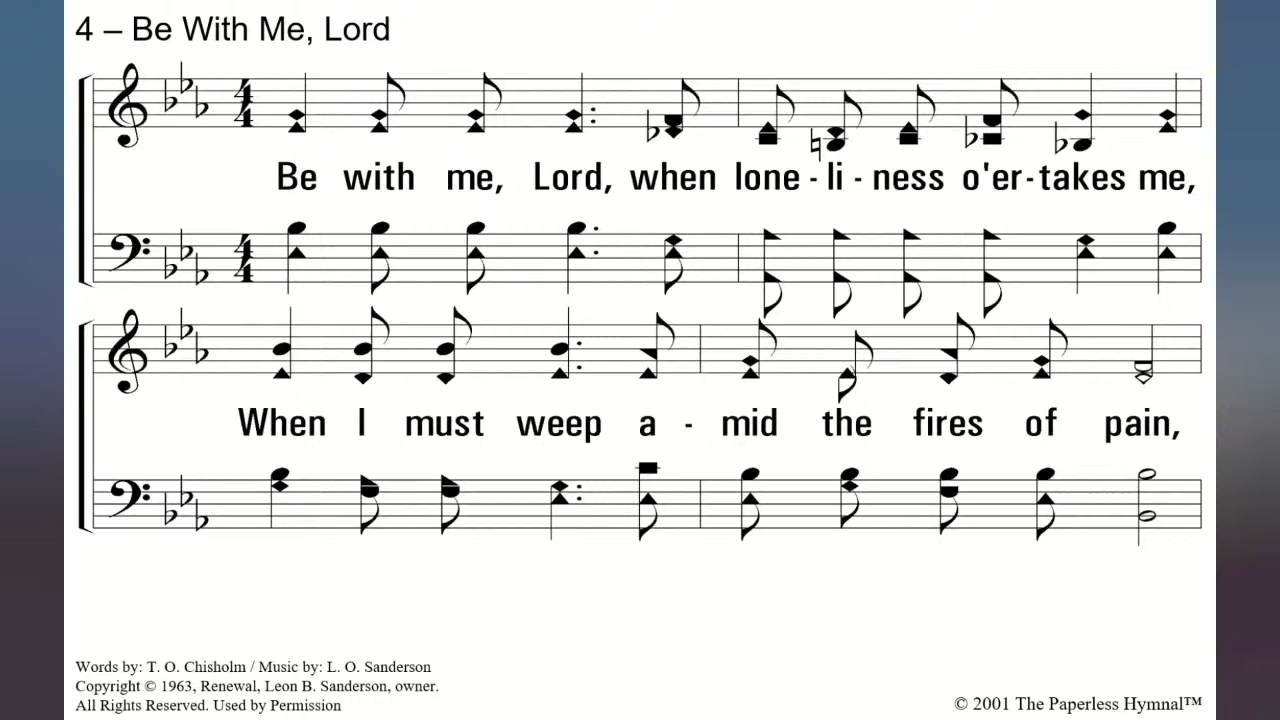 4 – Be With Me, Lord
Be with me, Lord, when lone - li - ness o'er - takes me,
When I must weep a - mid the fires of pain,
Words by: T. O. Chisholm / Music by: L. O. Sanderson
Copyright © 1963, Renewal, Leon B. Sanderson, owner.
All Rights Reserved. Used by Permission
© 2001 The Paperless Hymnal™